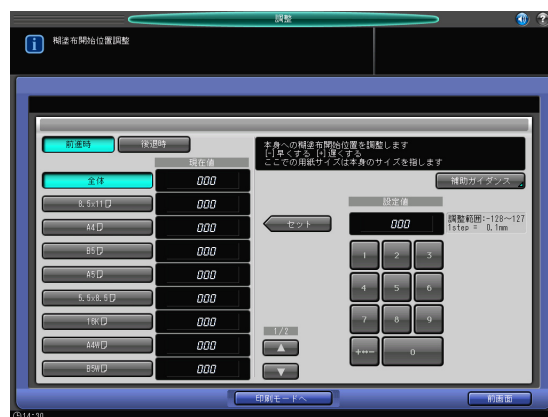 調整
糊塗布開始位置調整
前進時
後退時
本身への糊塗布開始位置を調整します
[-]早くする [+]遅くする
ここでの用紙サイズは本身のサイズを指します
現在値
補助ガイダンス
全体 000
8.5x11 000
A4 000
B5 000
A5 000
5.5x8.5 000
16K 000
A4W 000
B5W 000
設定値
セット
000
調整範囲:-128～127
1step = 0.1mm
1 2 3
4 5 6
7 8 9
+↔- 0
1/2
印刷モードへ
前画面
14:30